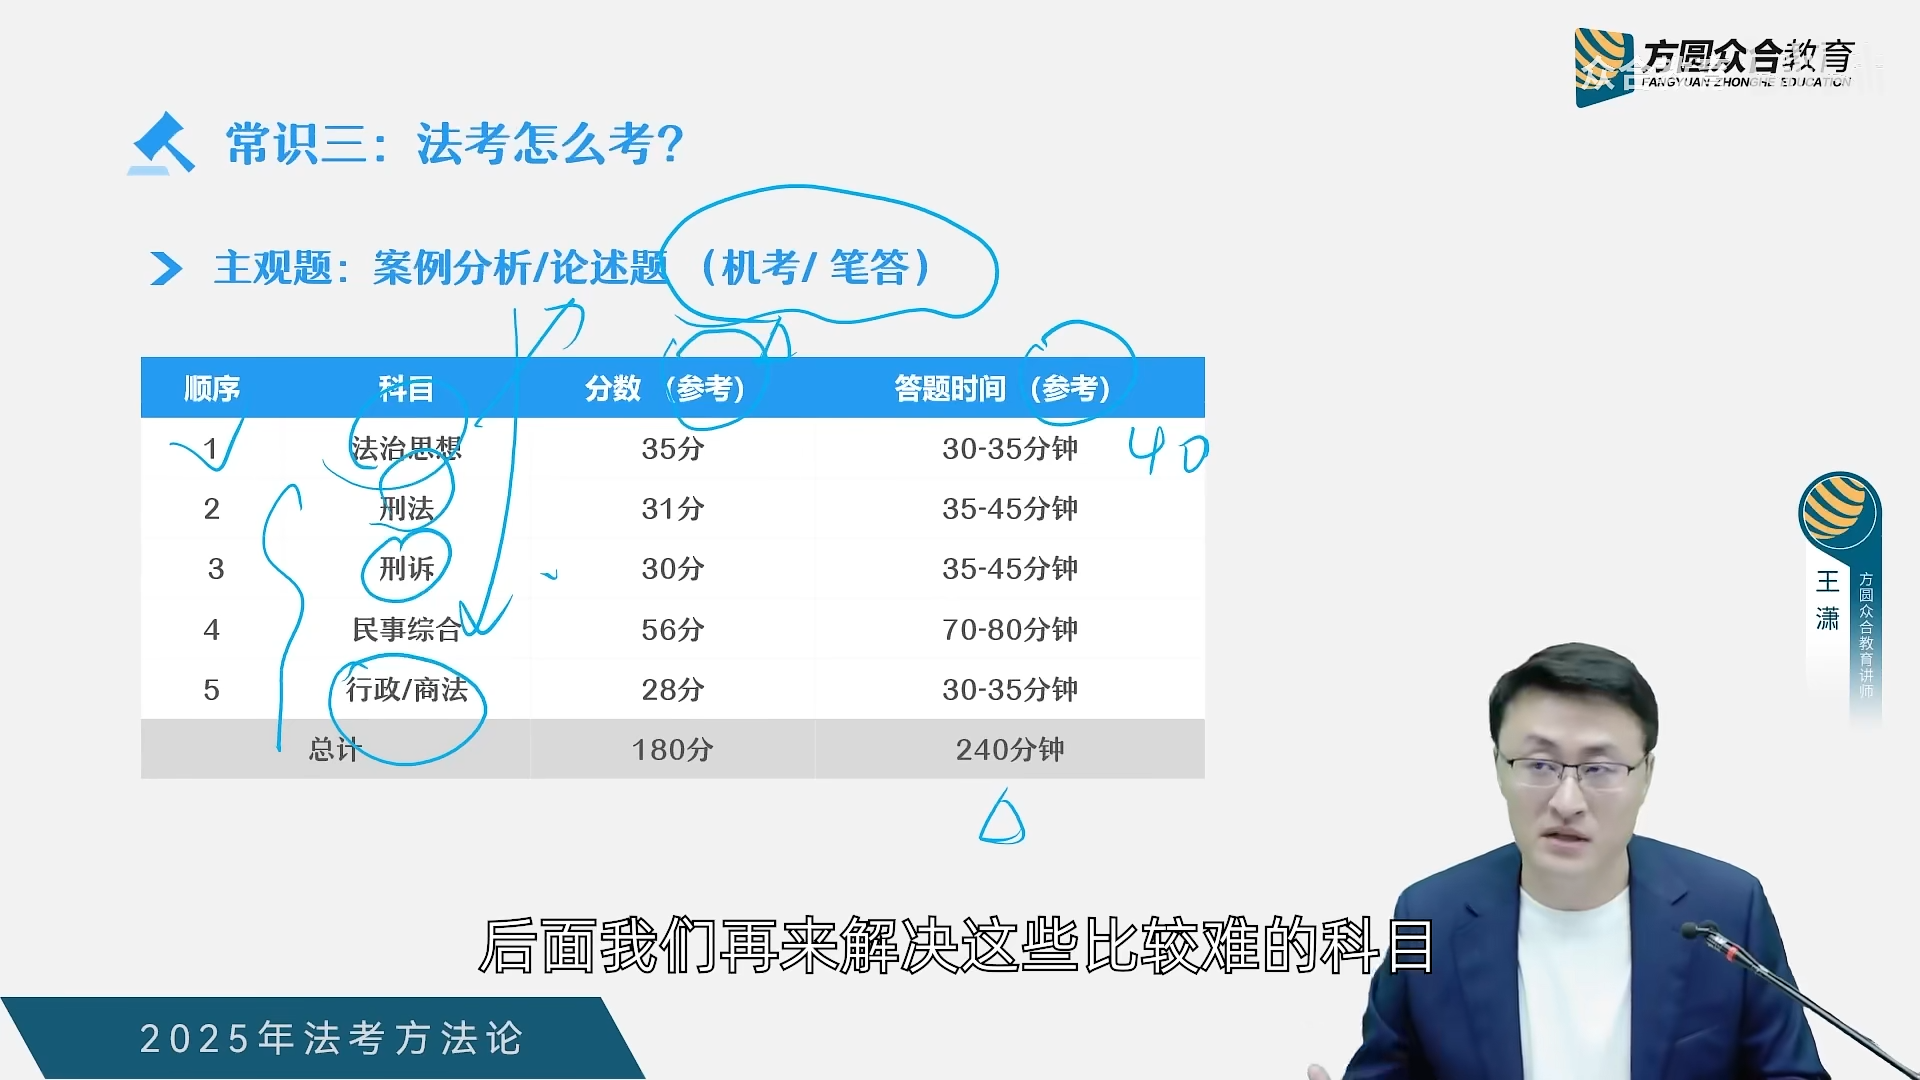 方圆众合教育
FANGYUAN ZHONGHE EDUCATION
常识三：法考怎么考？
主观题：案例分析/论述题（机考/ 笔答）
顺序 科目 分数（参考） 答题时间（参考）
1 法治思想 35分 30-35分钟 40
2 刑法 31分 35-45分钟
3 刑诉 30分 35-45分钟
4 民事综合 56分 70-80分钟
5 行政/商法 28分 30-35分钟
总计 180分 240分钟
王潇
方圆众合教育讲师
后面我们再来解决这些比较难的科目
2025年法考方法论